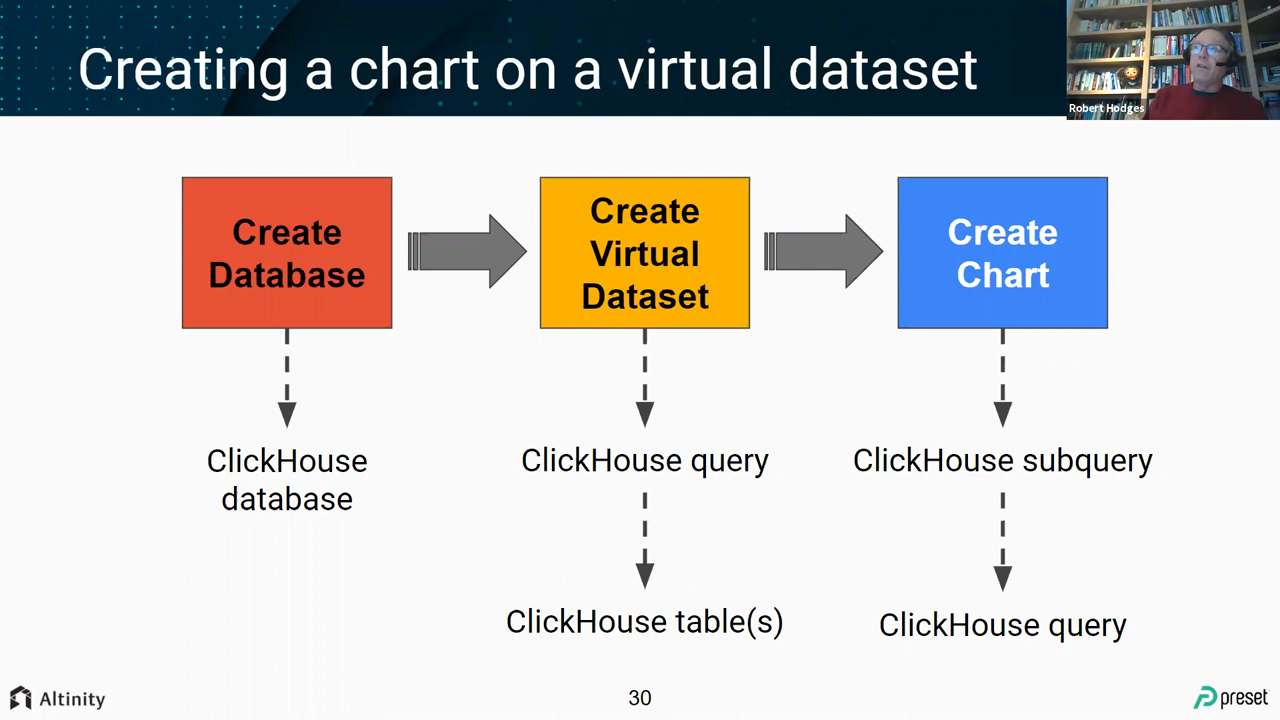 Creating a chart on a virtual dataset
Robert Hodges
Create
Database
Create
Virtual
Dataset
Create
Chart
ClickHouse
database
ClickHouse query
ClickHouse subquery
ClickHouse table(s)
ClickHouse query
Altinity
30
preset